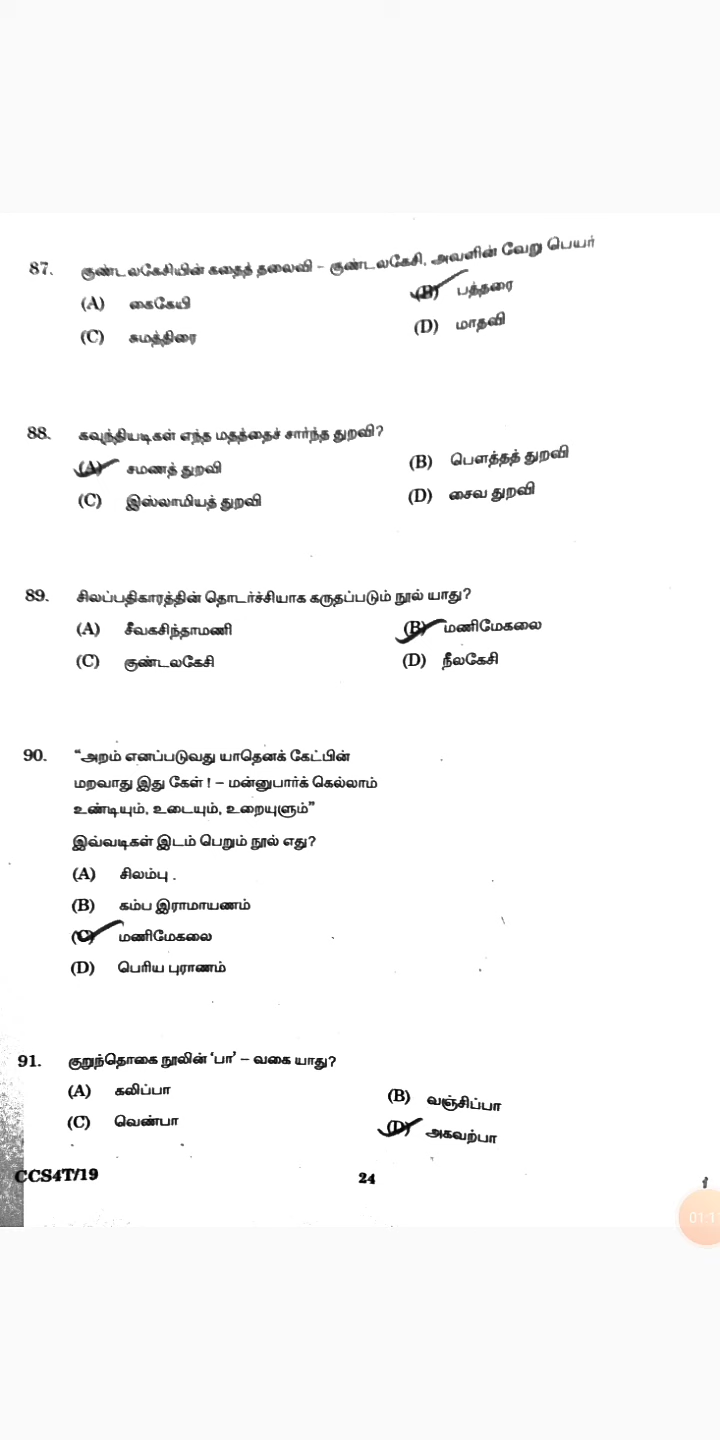 87. குண்டலகேசியின் கதைத் தலைவி – குண்டலகேசி, அவளின் வேறு பெயர்
(A) கைகேயி (B) பத்தரை
(C) சுமத்திரை (D) மாதவி
88. கவுந்தியடிகள் எந்த மதத்தைச் சார்ந்த துறவி?
(A) சமணத் துறவி (B) பௌத்தத் துறவி
(C) இஸ்லாமியத் துறவி (D) சைவ துறவி
89. சிலப்பதிகாரத்தின் தொடர்ச்சியாக கருதப்படும் நூல் யாது?
(A) சீவகசிந்தாமணி (B) மணிமேகலை
(C) குண்டலகேசி (D) நீலகேசி
90. “அறம் எனப்படுவது யாதெனக் கேட்பின்
மறவாது இது கேள் ! – மன்னுபார்க் கெல்லாம்
உண்டியும், உடையும், உறையுளும்”
இவ்வடிகள் இடம் பெறும் நூல் எது?
(A) சிலம்பு .
(B) கம்ப இராமாயணம்
(C) மணிமேகலை
(D) பெரிய புராணம்
91. குறுந்தொகை நூலின் ‘பா’ – வகை யாது?
(A) கலிப்பா (B) வஞ்சிப்பா
(C) வெண்பா (D) அகவற்பா
CCS4T/19 24